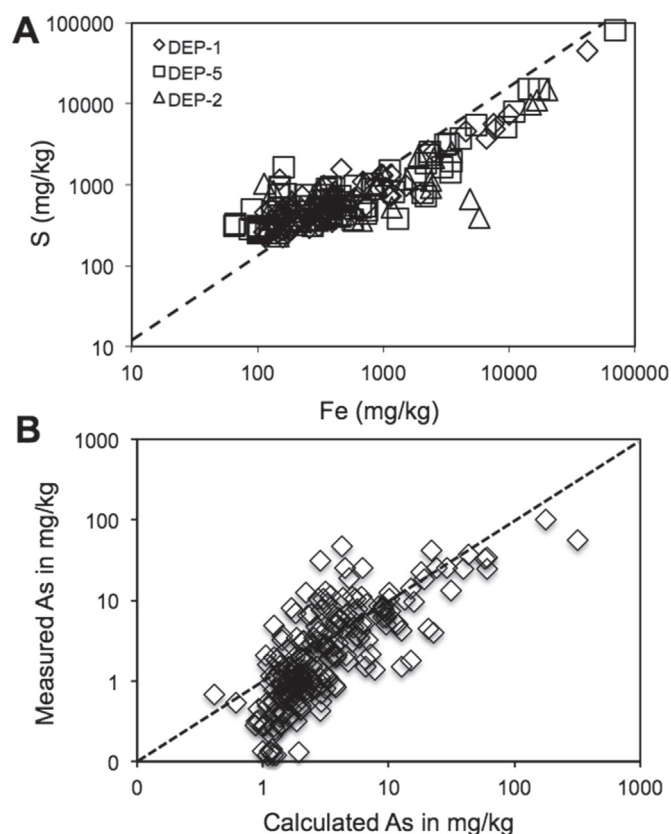 A
100000
10000
1000
100
10
S (mg/kg)
DEP-1
DEP-5
DEP-2
10 100 1000 10000 100000
Fe (mg/kg)
B
1000
100
10
1
0
Measured As in mg/kg
0 1 10 100 1000
Calculated As in mg/kg